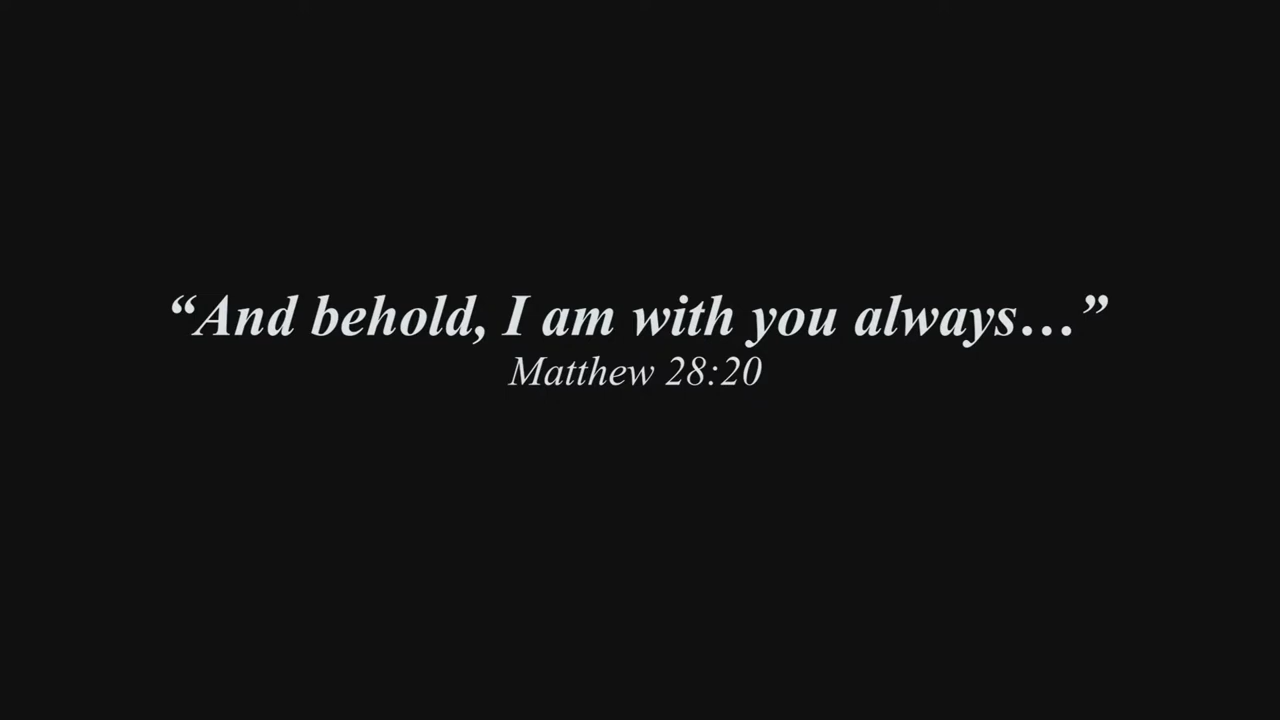 “And behold, I am with you always…”
Matthew 28:20